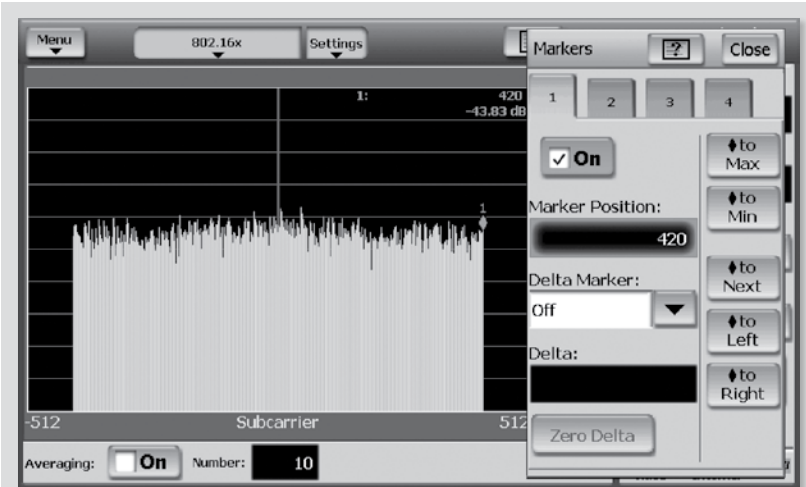 Menu
802.16x
Settings
Markers
Close
1
2
3
4
1: 420
-43.83 dB
On
to Max
to Min
Marker Position:
420
1
to Next
Delta Marker:
Off
to Left
Delta:
to Right
Zero Delta
-512
Subcarrier
512
Averaging:
On
Number:
10